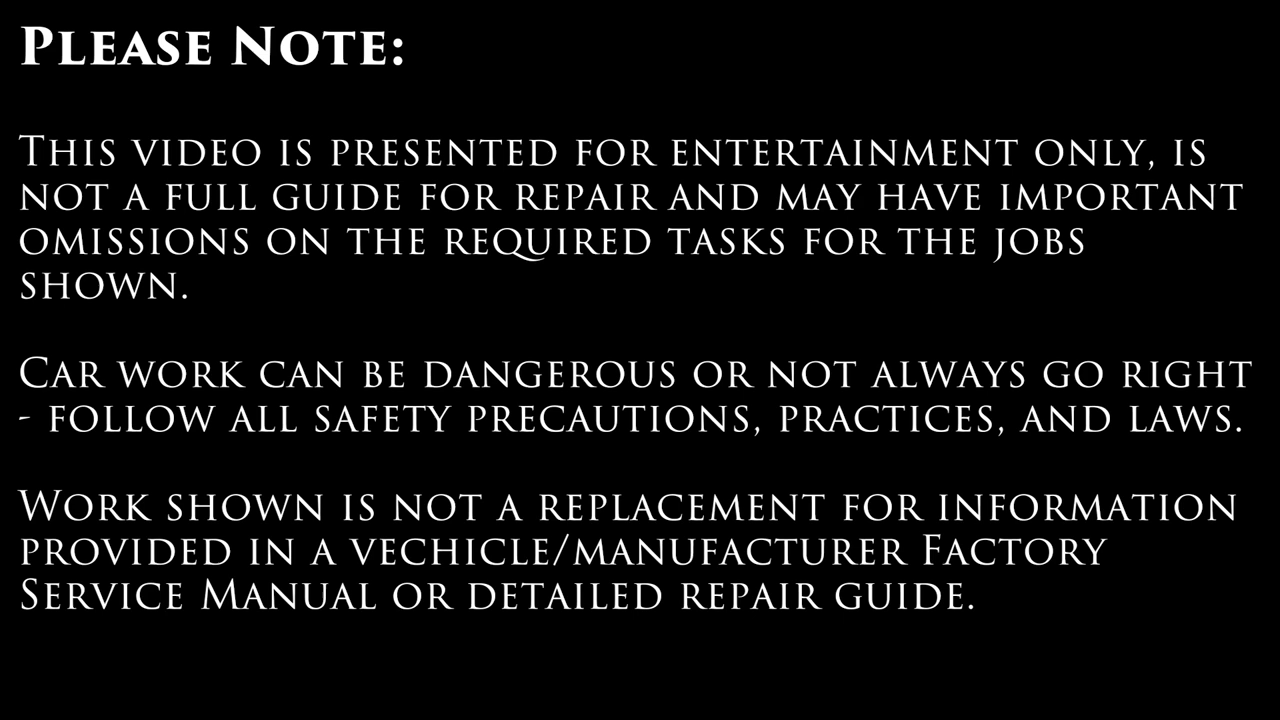 Please Note:
This video is presented for entertainment only, is
not a full guide for repair and may have important
omissions on the required tasks for the jobs
shown.
Car work can be dangerous or not always go right
- follow all safety precautions, practices, and laws.
Work shown is not a replacement for information
provided in a vechicle/manufacturer Factory
Service Manual or detailed repair guide.